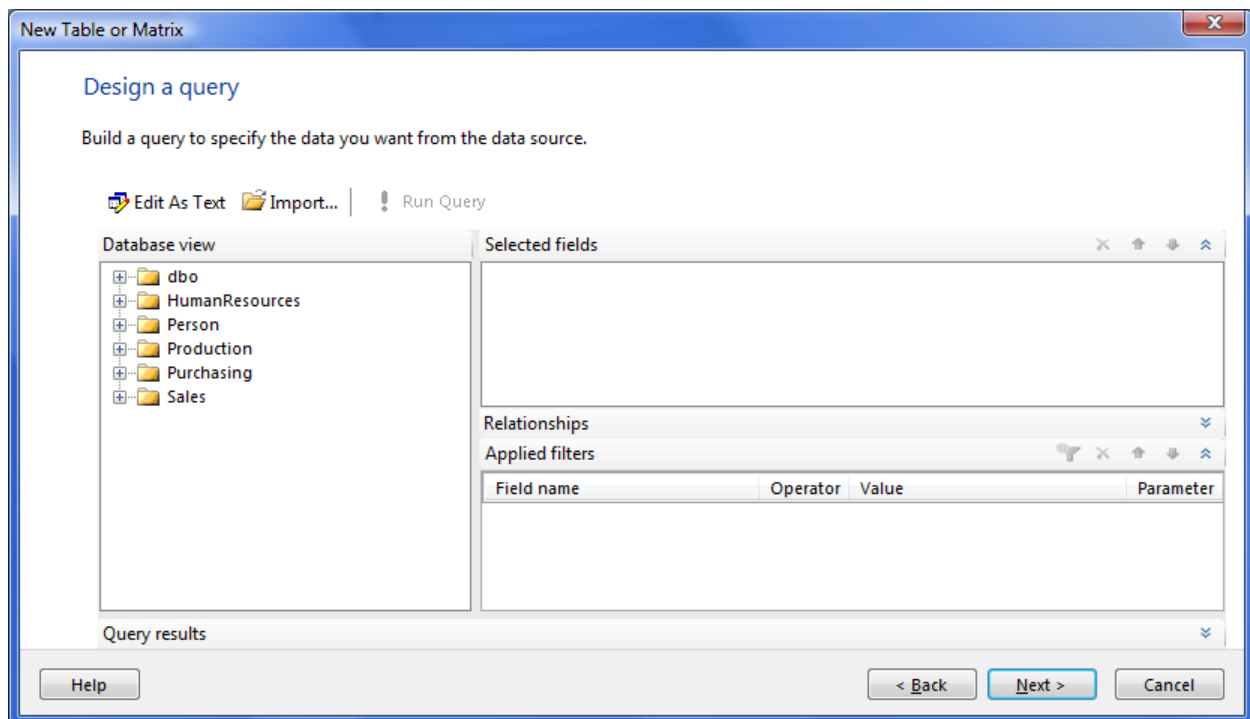 New Table or Matrix
Design a query
Build a query to specify the data you want from the data source.
Edit As Text Import... Run Query
Database view
dbo
HumanResources
Person
Production
Purchasing
Sales
Selected fields
Relationships
Applied filters
Field name Operator Value Parameter
Query results
Help < Back Next > Cancel